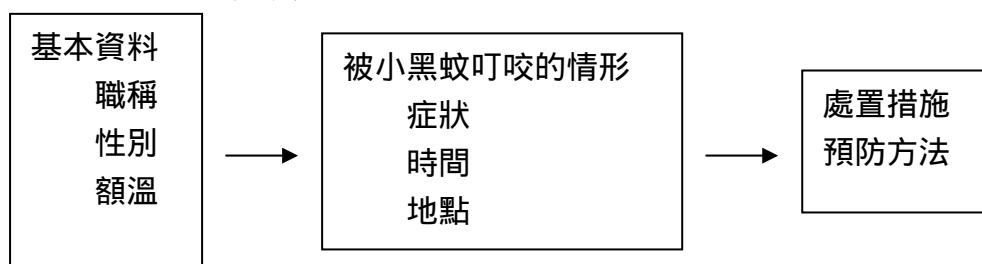 基本資料
職稱
性別
額溫
被小黑蚊叮咬的情形
症狀
時間
地點
處置措施
預防方法